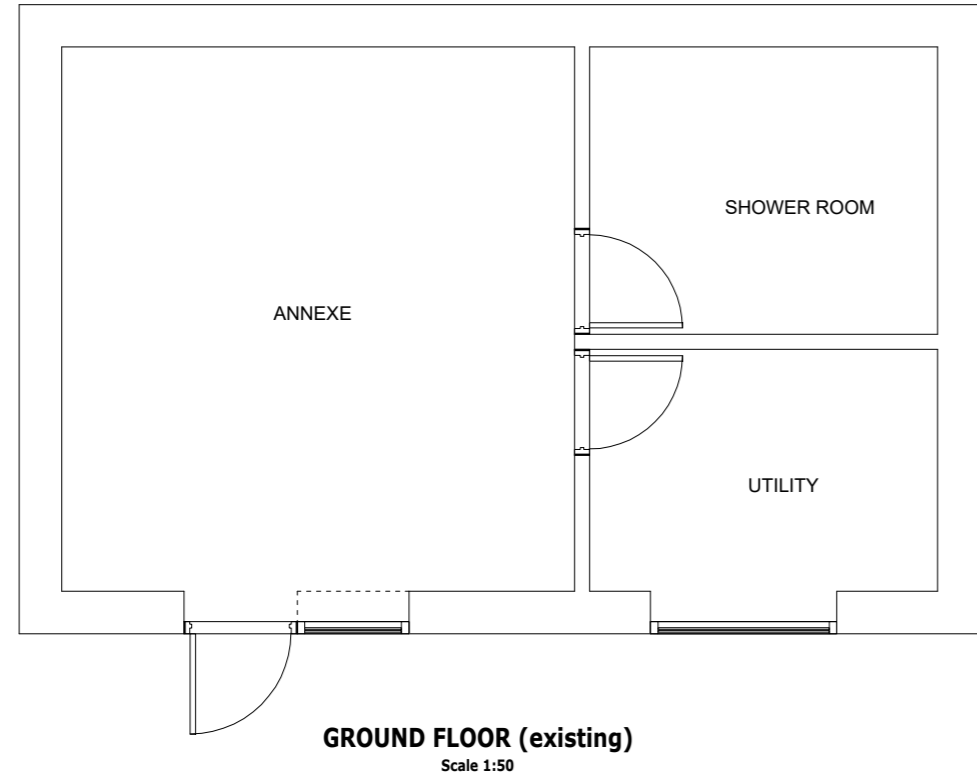 SHOWER ROOM
ANNEXE
UTILITY
GROUND FLOOR (existing)
Scale 1:50